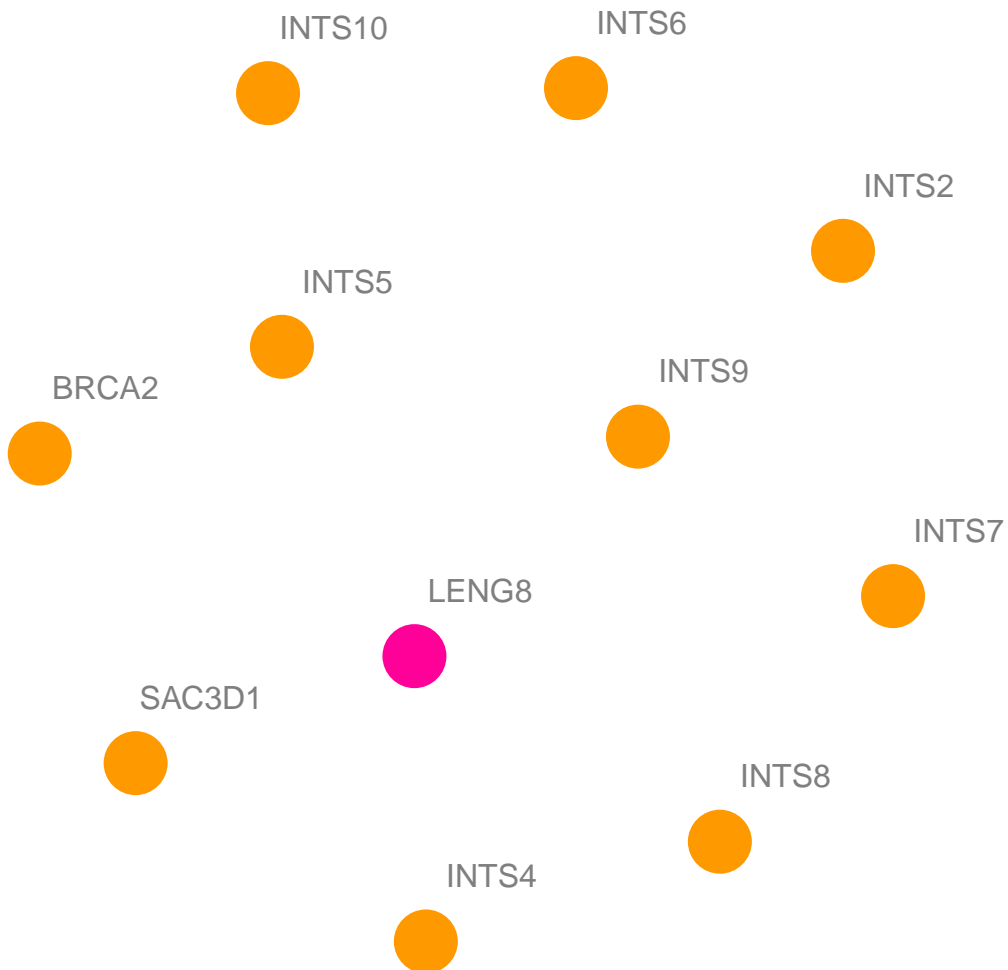 INTS10
INTS6
INTS2
INTS5
INTS9
BRCA2
INTS7
LENG8
SAC3D1
INTS8
INTS4